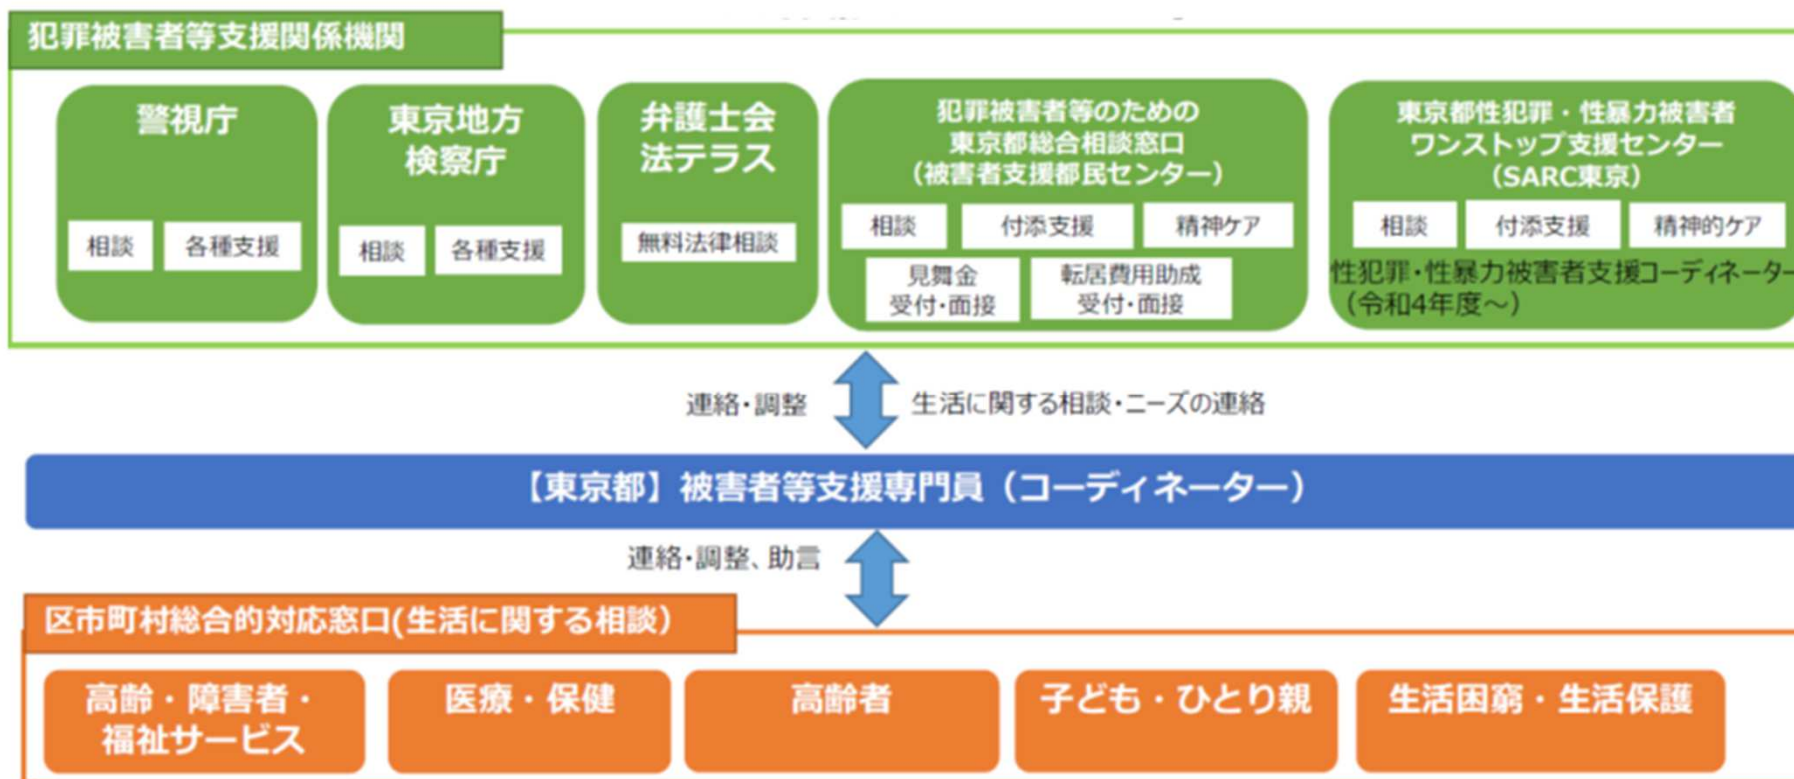 犯罪被害者等支援関係機関
警視庁
相談
各種支援
東京地方
検察庁
相談
各種支援
弁護士会
法テラス
無料法律相談
犯罪被害者等のための
東京都総合相談窓口
（被害者支援都民センター）
相談
付添支援
精神ケア
見舞金
受付・面接
転居費用助成
受付・面接
東京都性犯罪・性暴力被害者
ワンストップ支援センター
（SARC東京）
相談
付添支援
精神的ケア
性犯罪・性暴力被害者支援コーディネーター
（令和4年度～）
連絡・調整
生活に関する相談・ニーズの連絡
【東京都】被害者等支援専門員（コーディネーター）
連絡・調整、助言
区市町村総合的対応窓口(生活に関する相談）
高齢・障害者・
福祉サービス
医療・保健
高齢者
子ども・ひとり親
生活困窮・生活保護